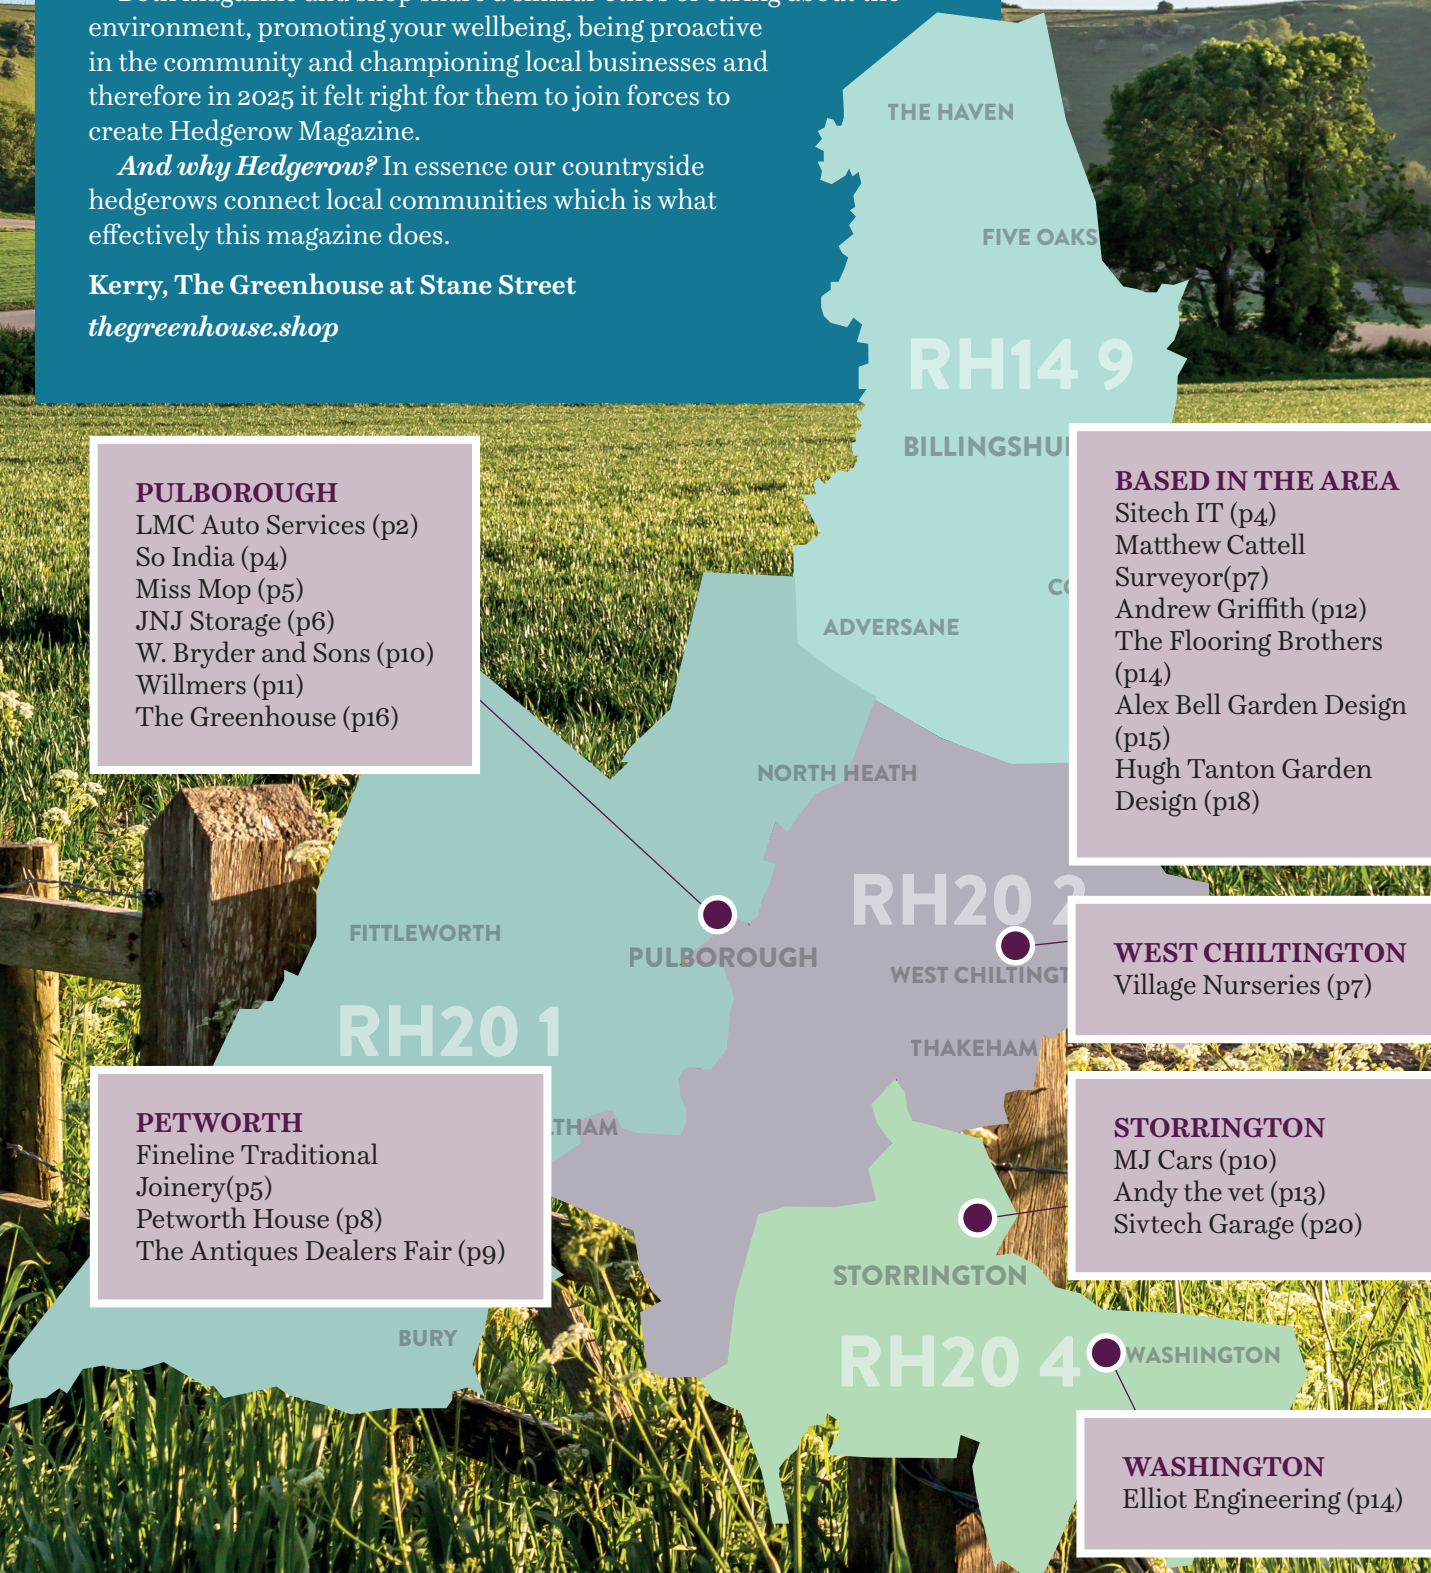 environment, promoting your wellbeing, being proactive
in the community and championing local businesses and
therefore in 2025 it felt right for them to join forces to
create Hedgerow Magazine.
And why Hedgerow? In essence our countryside
hedgerows connect local communities which is what
effectively this magazine does.
Kerry, The Greenhouse at Stane Street
thegreenhouse.shop
THE HAVEN
FIVE OAKS
RH14 9
ADVERSANE
NORTH HEATH
PULBOROUGH
LMC Auto Services (p2)
So India (p4)
Miss Mop (p5)
JNJ Storage (p6)
W. Bryder and Sons (p10)
Willmers (p11)
The Greenhouse (p16)
BASED IN THE AREA
Sitech IT (p4)
Matthew Cattell
Surveyor(p7)
Andrew Griffith (p12)
The Flooring Brothers
(p14)
Alex Bell Garden Design
(p15)
Hugh Tanton Garden
Design (p18)
RH20 2
FITTLEWORTH
PULBOROUGH
RH20 1
WEST
THAKEHAM
WEST CHILTINGTON
Village Nurseries (p7)
PETWORTH
Fineline Traditional
Joinery(p5)
Petworth House (p8)
The Antiques Dealers Fair (p9)
STORRINGTON
MJ Cars (p10)
Andy the vet (p13)
Sivtech Garage (p20)
STORRINGTON
BURY
RH20 4
WASHINGTON
WASHINGTON
Elliot Engineering (p14)